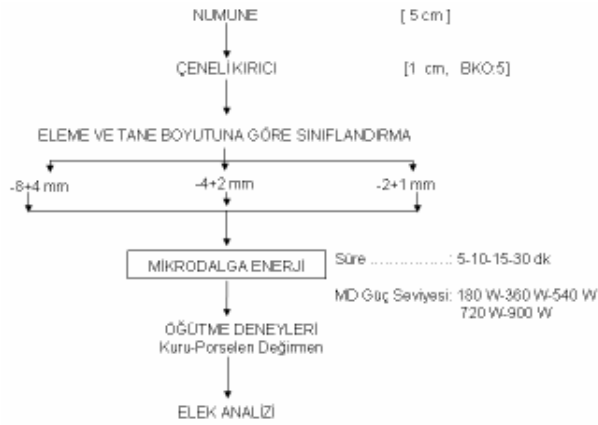 NUMUNE [ 5 cm ]
ÇENELİ KIRICI [1 cm, BKO:5]
ELEME VE TANE BOYUTUNA GÖRE SINIFLANDIRMA
-8+4 mm -4+2 mm -2+1 mm
MİKRODALGA ENERJİ
Süre ................: 5-10-15-30 dk
MD Güç Seviyesi: 180 W-360 W-540 W
720 W-900 W
ÖĞÜTME DENEYLERİ
Kuru-Porselen Değirmen
ELEK ANALİZİ